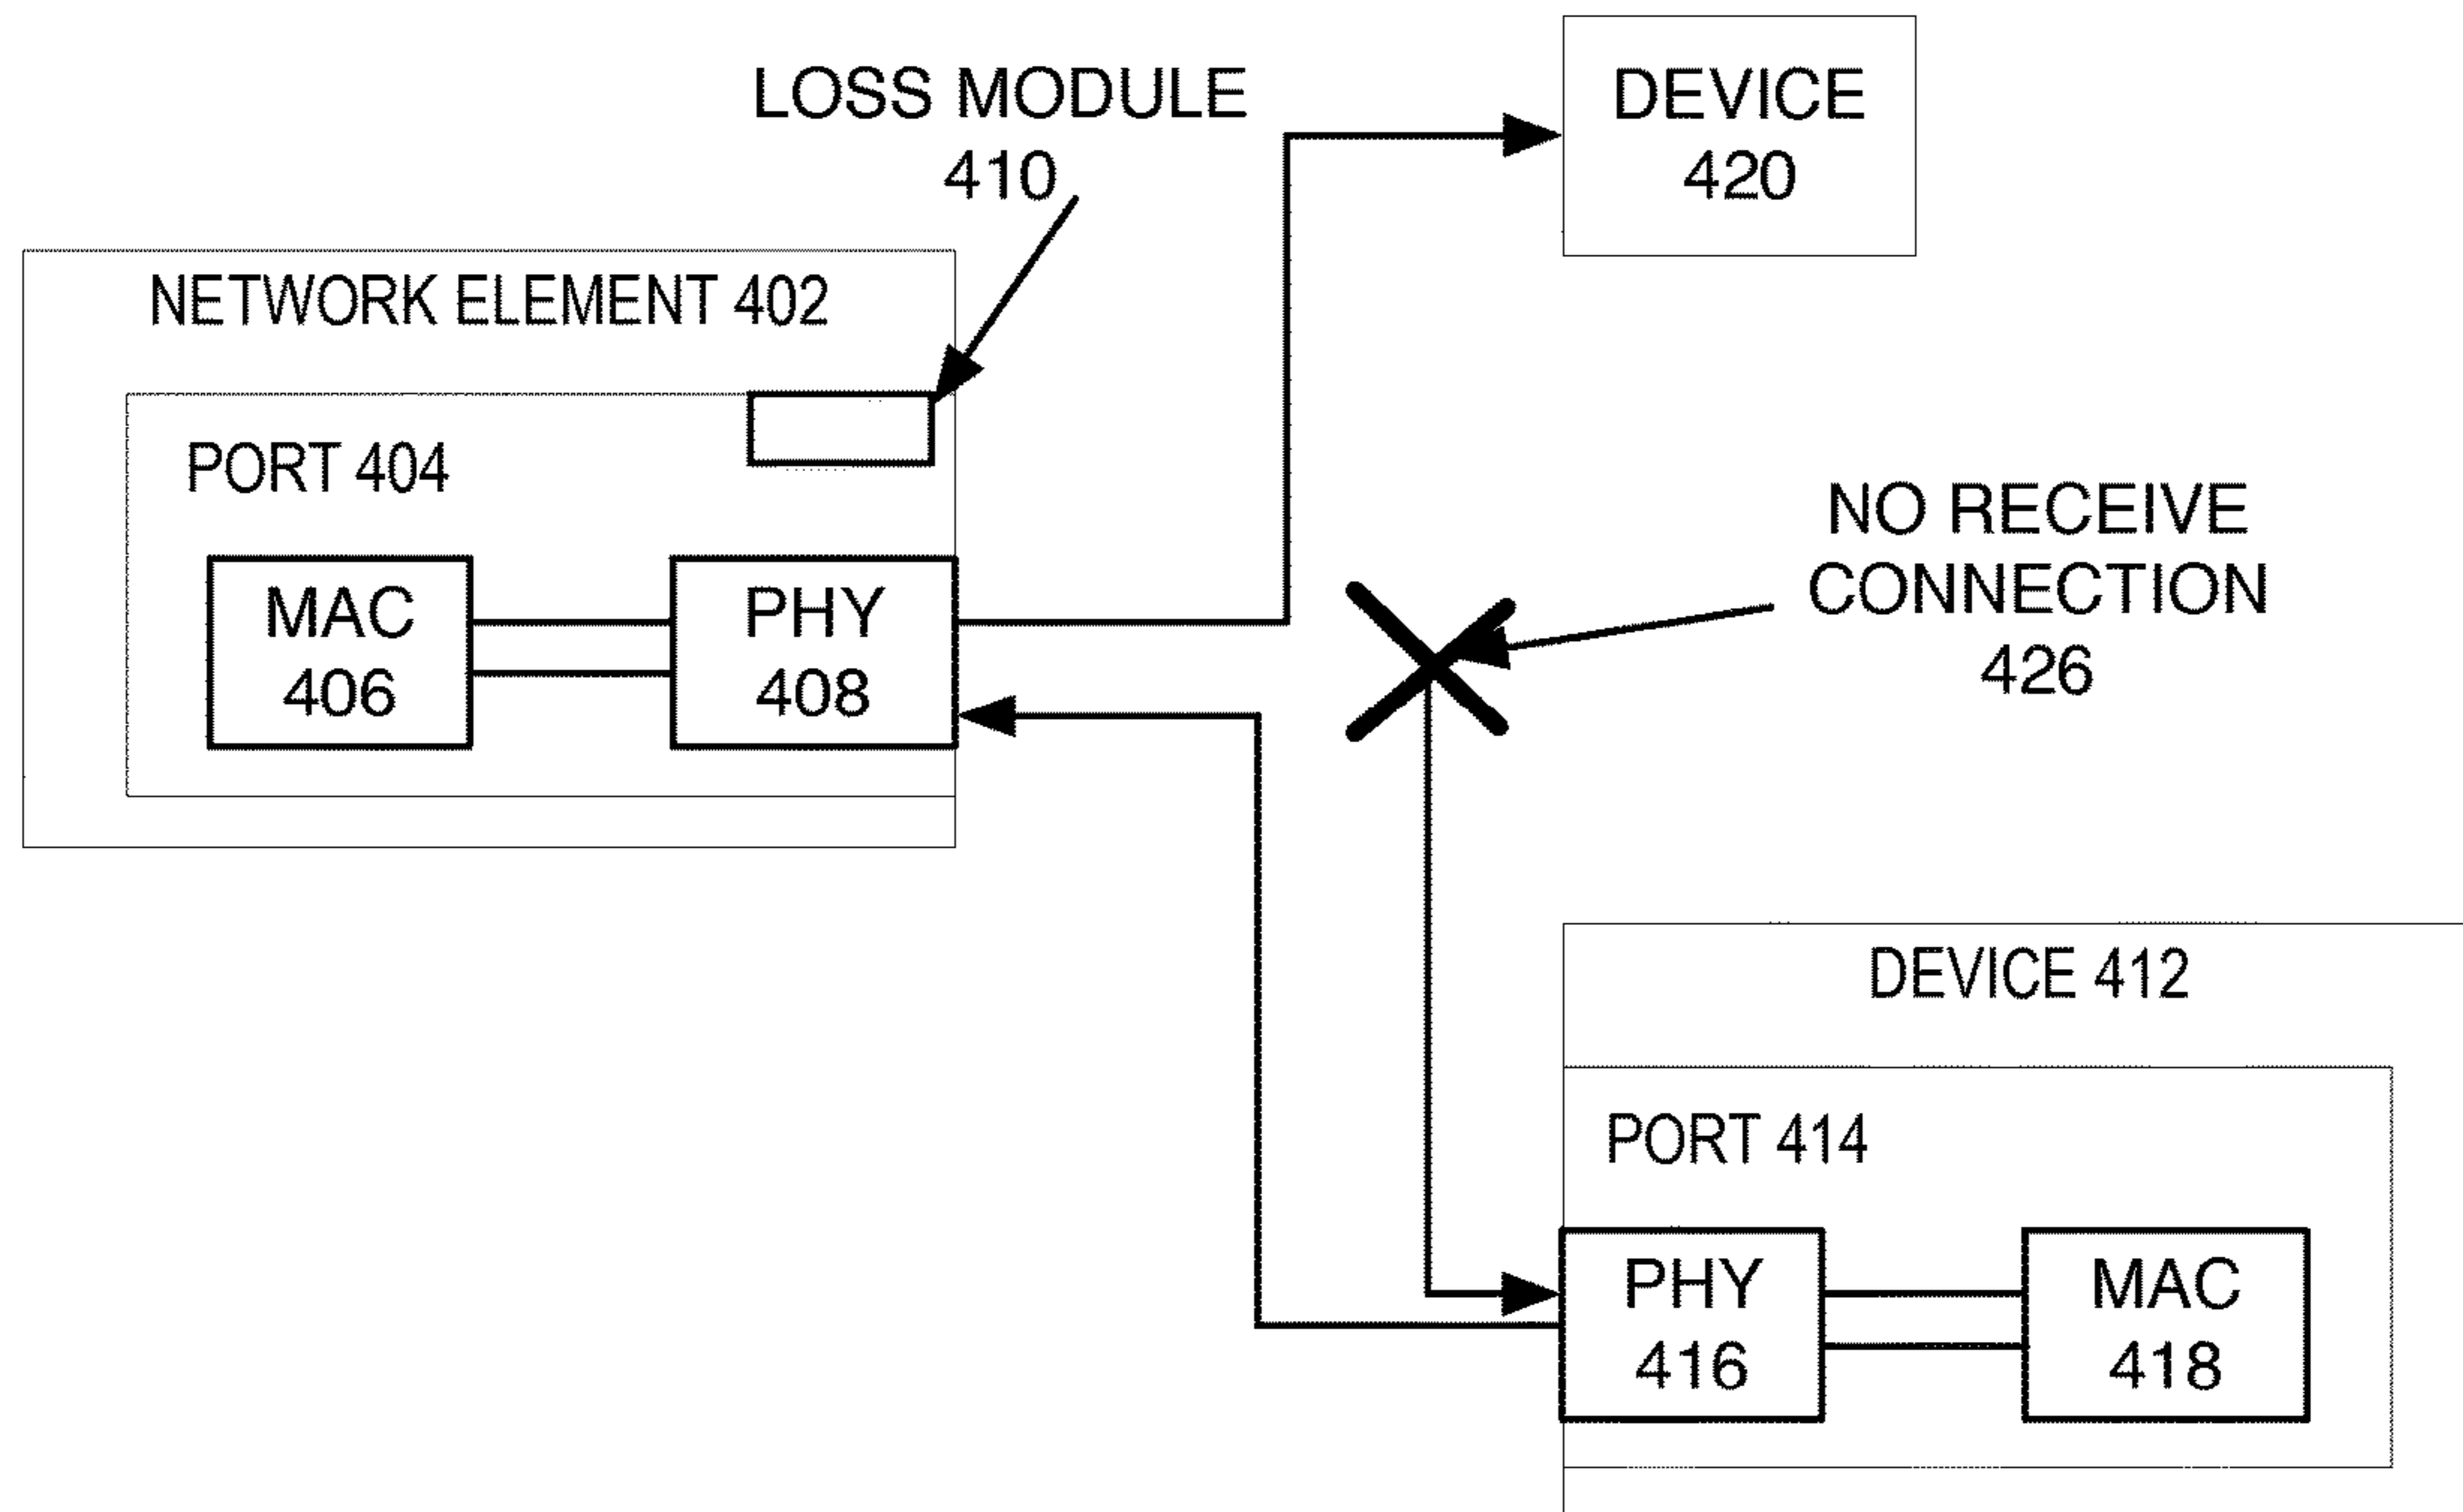 LOSS MODULE
410
DEVICE
420
NETWORK ELEMENT 402
PORT 404
MAC
406
PHY
408
NO RECEIVE
CONNECTION
426
DEVICE 412
PORT 414
PHY
416
MAC
418